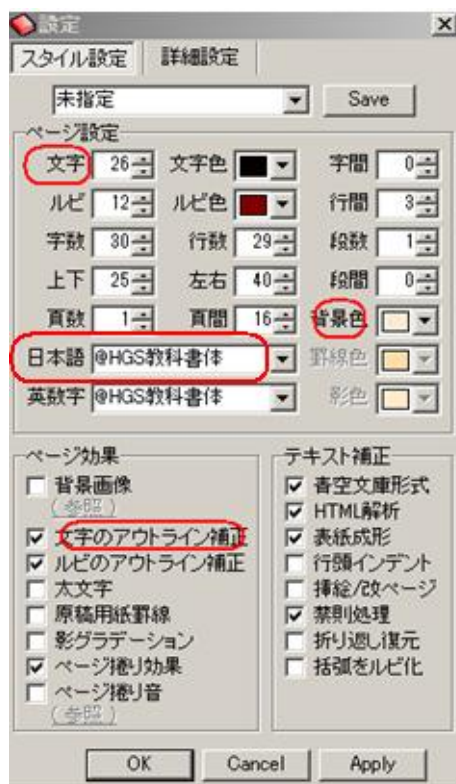 設定
スタイル設定 詳細設定
未指定 Save
ページ設定
文字 26 文字色 字間 0
ルビ 12 ルビ色 行間 3
字数 30 行数 29 段数 1
上下 25 左右 40 段間 0
頁数 1 頁間 16 背景色
日本語 @HGS教科書体 罫線色
英数字 @HGS教科書体 影色
ページ効果 テキスト補正
背景画像 青空文庫形式
(参照) HTML解析
文字のアウトライン補正 表紙成形
ルビのアウトライン補正 行頭インデント
太文字 挿絵/改ページ
原稿用紙罫線 禁則処理
影グラデーション 折り返し復元
ページ捲り効果 括弧をルビ化
ページ捲り音
(参照)
OK Cancel Apply